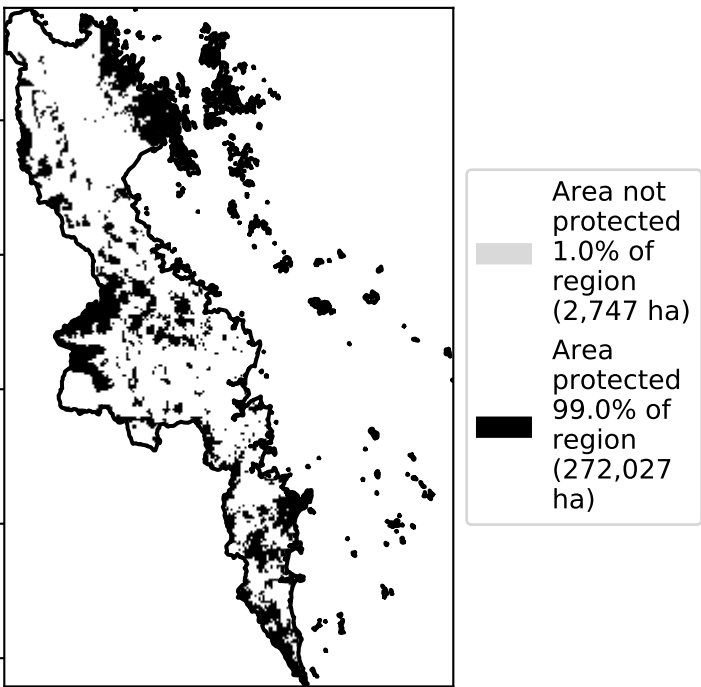 Area not
protected
1.0% of
region
(2,747 ha)
Area
protected
99.0% of
region
(272,027
ha)